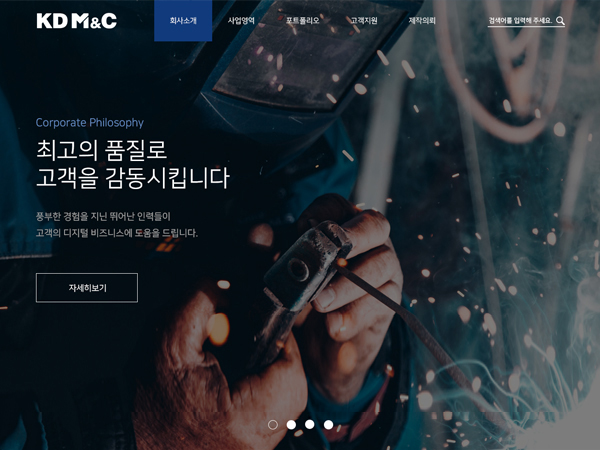 KD M&C
회사소개
사업영역
포트폴리오
고객지원
제작의뢰
검색어를 입력해 주세요.
Corporate Philosophy
최고의 품질로
고객을 감동시킵니다
풍부한 경험을 지닌 뛰어난 인력들이
고객의 디지털 비즈니스에 도움을 드립니다.
자세히보기